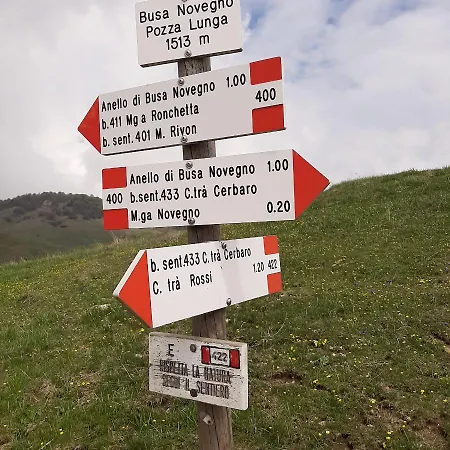 Busa Novegno
Pozza Lunga
1513 m
Anello di Busa Novegno 1.00
b.411 Mga Ronchetta 400
b. sent.401 M. Rivon
Anello di Busa Novegno 1.00
400 b.sent.433 C.trà Cerbaro
M.ga Novegno 0.20
b. sent.433 C.trà Cerbaro
C. trà Rossi 1.20 422
E 422
RISPETTA LA NATURA
SEGUI IL SENTIERO